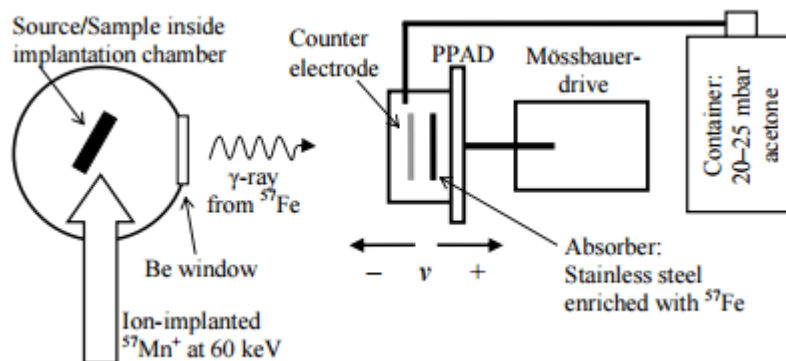 Source/Sample inside
implantation chamber
Counter
electrode
PPAD
Mössbauer-
drive
Container:
20–25 mbar
acetone
γ-ray
from ⁵⁷Fe
Be window
Ion-implanted
⁵⁷Mn⁺ at 60 keV
– v +
Absorber:
Stainless steel
enriched with ⁵⁷Fe